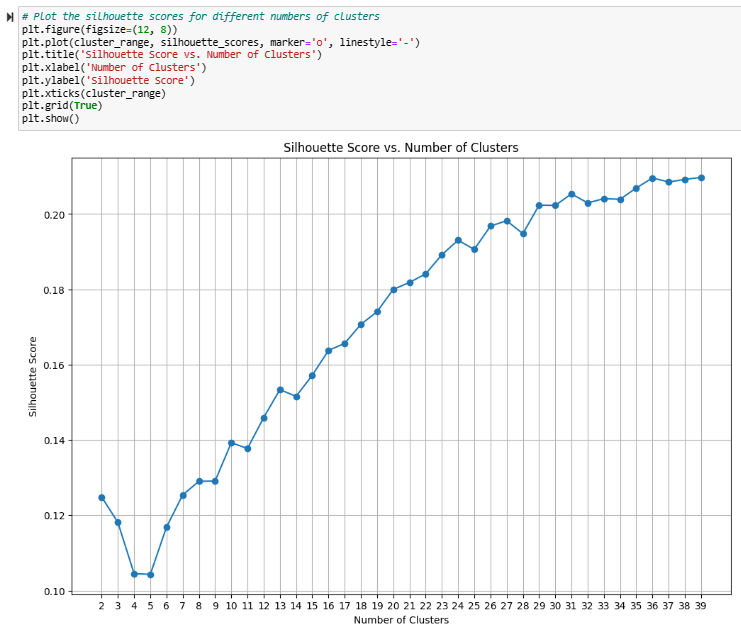 # Plot the silhouette scores for different numbers of clusters
plt.figure(figsize=(12, 8))
plt.plot(cluster_range, silhouette_scores, marker='o', linestyle='-')
plt.title('Silhouette Score vs. Number of Clusters')
plt.xlabel('Number of Clusters')
plt.ylabel('Silhouette Score')
plt.xticks(cluster_range)
plt.grid(True)
plt.show()
Silhouette Score vs. Number of Clusters
Silhouette Score
0.20
0.18
0.16
0.14
0.12
0.10
2 3 4 5 6 7 8 9 10 11 12 13 14 15 16 17 18 19 20 21 22 23 24 25 26 27 28 29 30 31 32 33 34 35 36 37 38 39
Number of Clusters